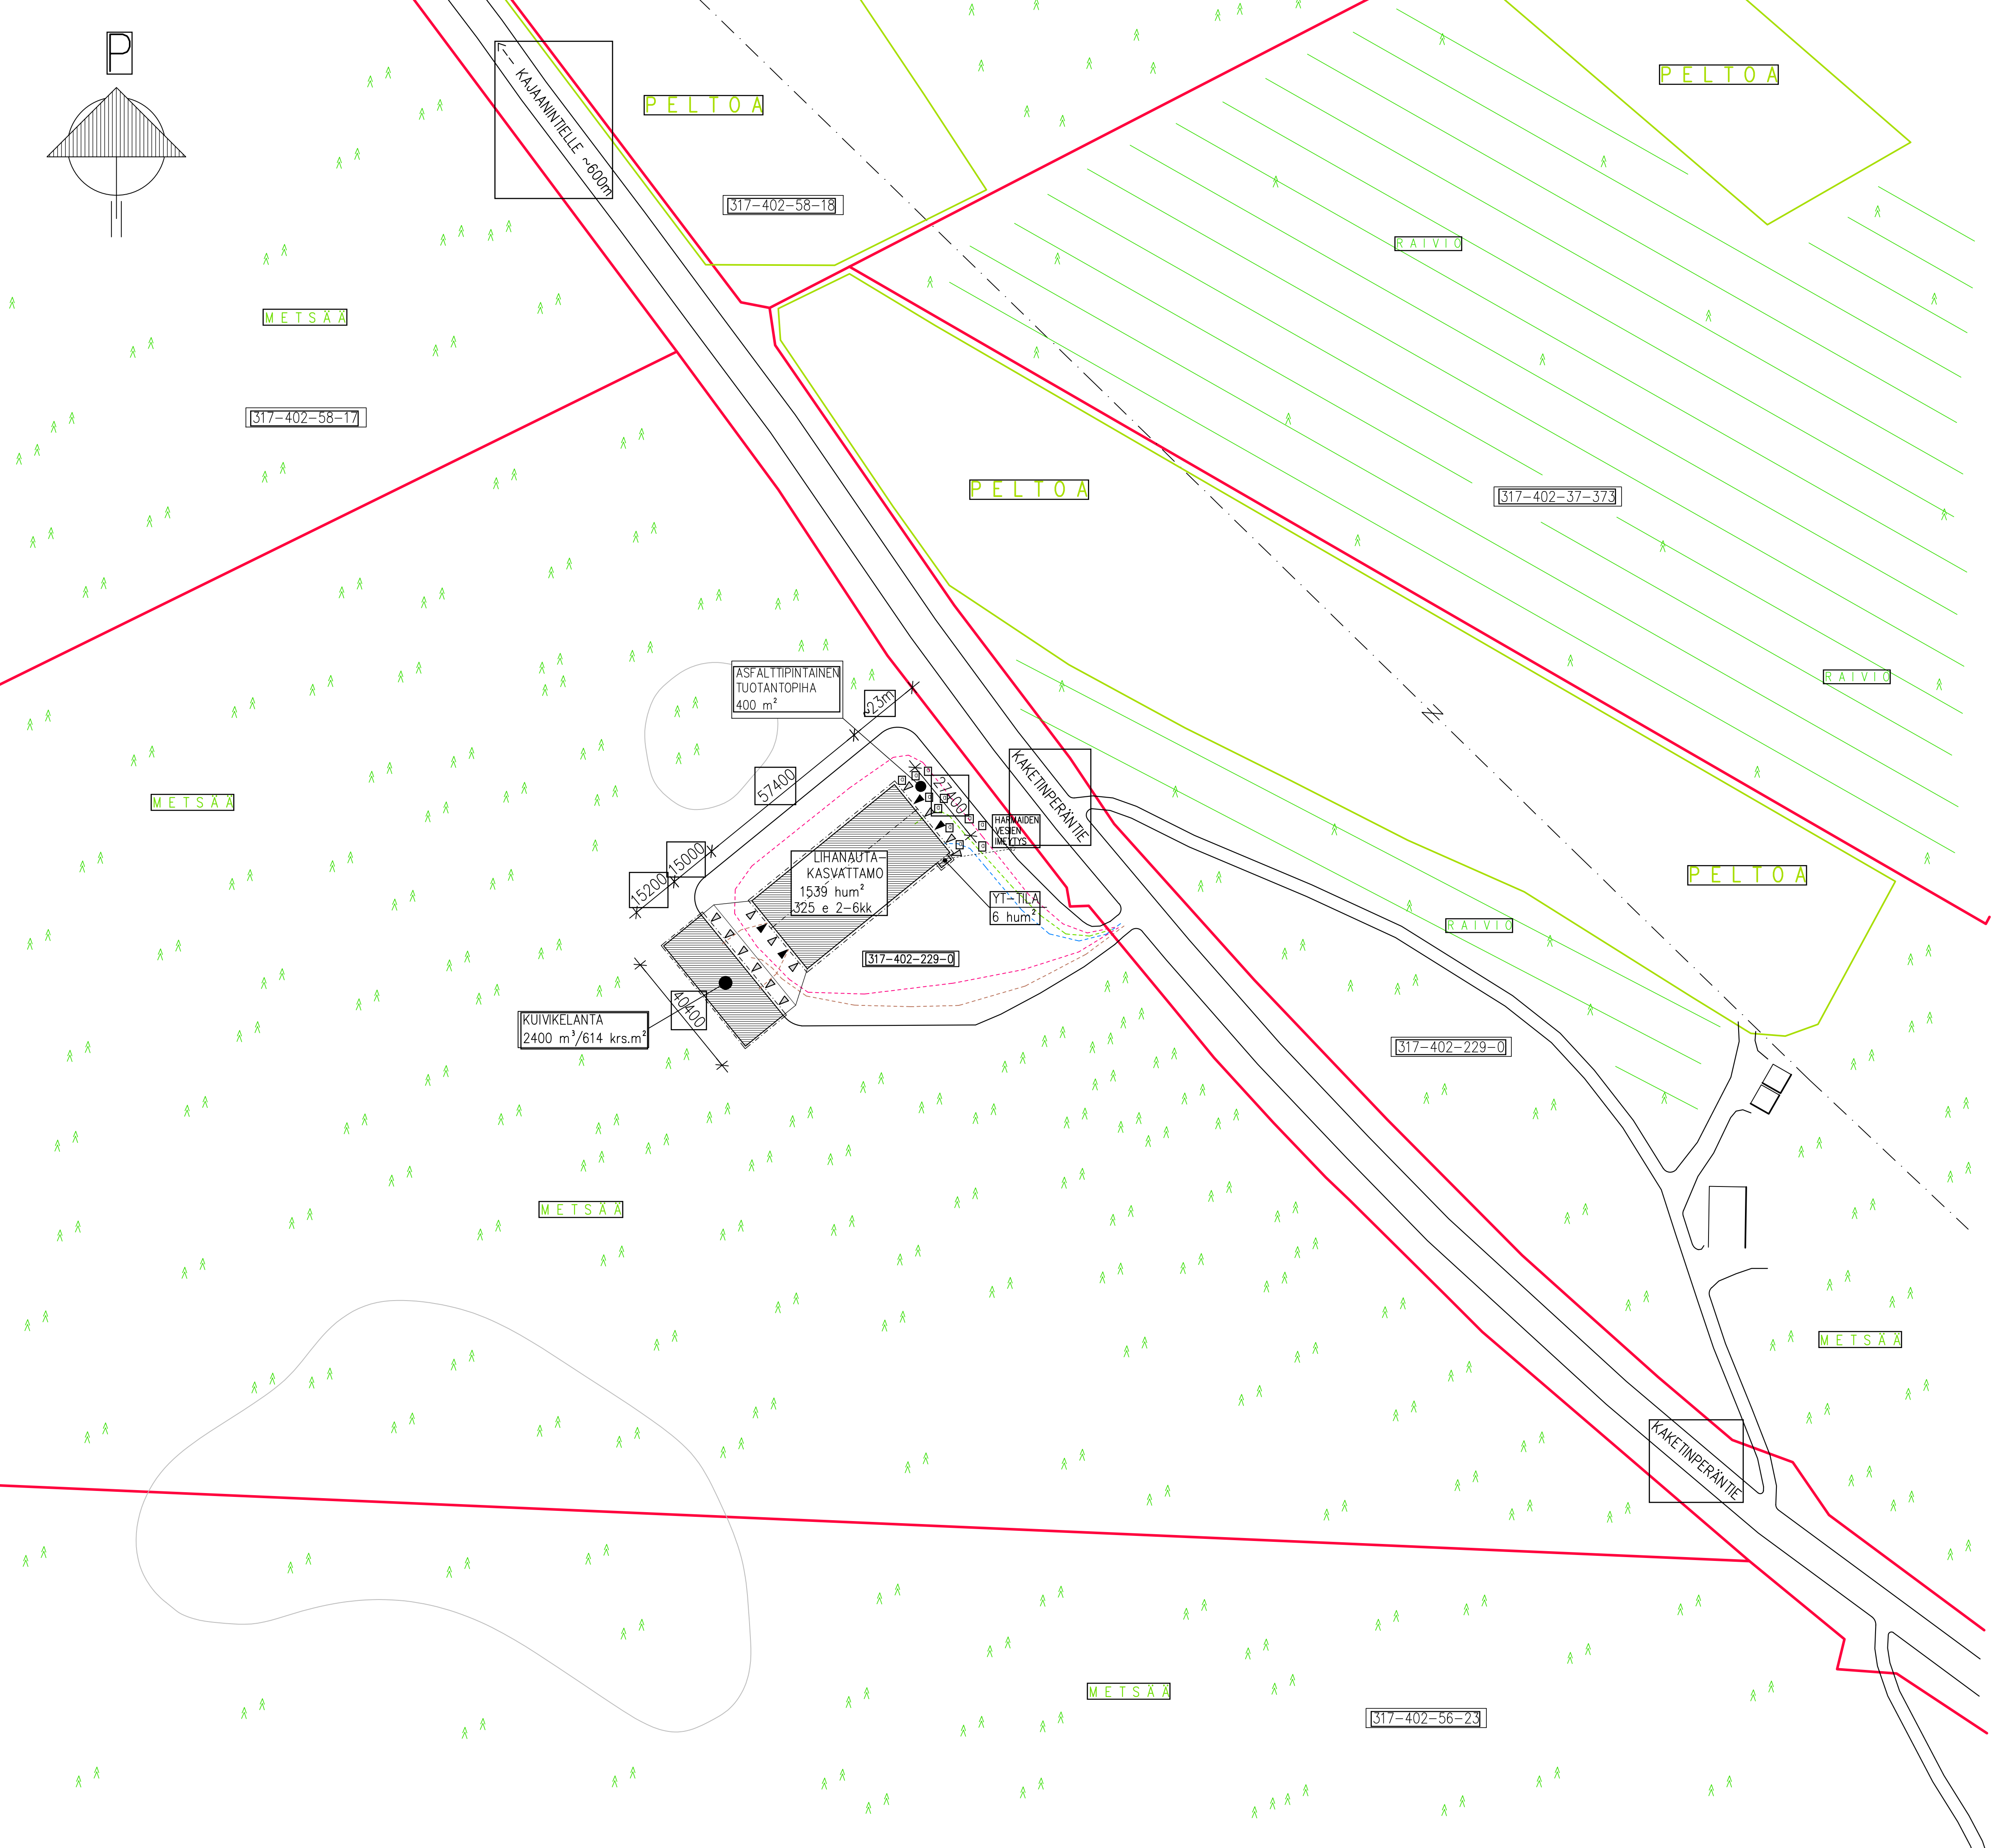 P
KAJAANINTIELLE ~600m
PELTOA
PELTOA
317-402-58-18
RAIVIO
METSÄÄ
317-402-58-17
PELTOA
317-402-37-373
RAIVIO
ASFALTTIPINTAINEN
TUOTANTOPIHA
400 m²
~23m
57400
27400
KAKETINPERÄNTIE
METSÄÄ
HARMAIDEN
VESIEN
IMEYTYS
15000
15200
LIHANAUTA-
KASVATTAMO
1539 hum²
325 e 2-6kk
PELTOA
YT-TILA
6 hum²
RAIVIO
317-402-229-0
40400
KUIVIKELANTA
2400 m³/614 krs.m²
317-402-229-0
METSÄÄ
METSÄÄ
KAKETINPERÄNTIE
METSÄÄ
317-402-56-23